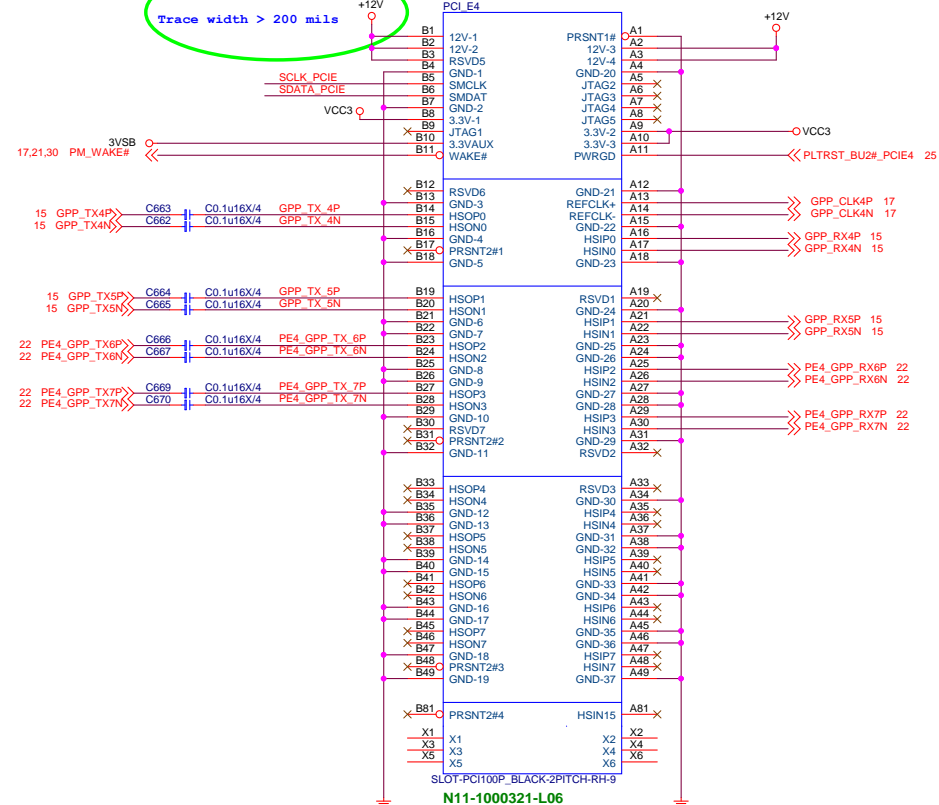 Trace width > 200 mils
+12V
PCI_E4
+12V
B1 12V-1 PRSNT1# A1
B2 12V-2 12V-3 A2
B3 RSVD5 12V-4 A3
B4 GND-1 GND-20 A4
SCLK_PCIE B5 SMCLK JTAG2 A5
SDATA_PCIE B6 SMDAT JTAG3 A6
B7 GND-2 JTAG4 A7
VCC3 B8 3.3V-1 JTAG5 A8
B9 JTAG1 3.3V-2 A9 VCC3
3VSB B10 3.3VAUX 3.3V-3 A10
17,21,30 PM_WAKE# B11 WAKE# PWRGD A11 PLTRST_BU2#_PCIE4 25
B12 RSVD6 GND-21 A12
B13 GND-3 REFCLK+ A13 GPP_CLK4P 17
15 GPP_TX4P C663 C0.1u16X/4 GPP_TX_4P B14 HSOP0 REFCLK- A14 GPP_CLK4N 17
15 GPP_TX4N C662 C0.1u16X/4 GPP_TX_4N B15 HSON0 GND-22 A15
B16 GND-4 HSIP0 A16 GPP_RX4P 15
B17 PRSNT2#1 HSIN0 A17 GPP_RX4N 15
B18 GND-5 GND-23 A18
15 GPP_TX5P C664 C0.1u16X/4 GPP_TX_5P B19 HSOP1 RSVD1 A19
15 GPP_TX5N C665 C0.1u16X/4 GPP_TX_5N B20 HSON1 GND-24 A20
B21 GND-6 HSIP1 A21 GPP_RX5P 15
B22 GND-7 HSIN1 A22 GPP_RX5N 15
22 PE4_GPP_TX6P C666 C0.1u16X/4 PE4_GPP_TX_6P B23 HSOP2 GND-25 A23
22 PE4_GPP_TX6N C667 C0.1u16X/4 PE4_GPP_TX_6N B24 HSON2 GND-26 A24
B25 GND-8 HSIP2 A25 PE4_GPP_RX6P 22
B26 GND-9 HSIN2 A26 PE4_GPP_RX6N 22
22 PE4_GPP_TX7P C669 C0.1u16X/4 PE4_GPP_TX_7P B27 HSOP3 GND-27 A27
22 PE4_GPP_TX7N C670 C0.1u16X/4 PE4_GPP_TX_7N B28 HSON3 GND-28 A28
B29 GND-10 HSIP3 A29 PE4_GPP_RX7P 22
B30 RSVD7 HSIN3 A30 PE4_GPP_RX7N 22
B31 PRSNT2#2 GND-29 A31
B32 GND-11 RSVD2 A32
B33 HSOP4 RSVD3 A33
B34 HSON4 GND-30 A34
B35 GND-12 HSIP4 A35
B36 GND-13 HSIN4 A36
B37 HSOP5 GND-31 A37
B38 HSON5 GND-32 A38
B39 GND-14 HSIP5 A39
B40 GND-15 HSIN5 A40
B41 HSOP6 GND-33 A41
B42 HSON6 GND-34 A42
B43 GND-16 HSIP6 A43
B44 GND-17 HSIN6 A44
B45 HSOP7 GND-35 A45
B46 HSON7 GND-36 A46
B47 GND-18 HSIP7 A47
B48 PRSNT2#3 HSIN7 A48
B49 GND-19 GND-37 A49
B81 PRSNT2#4 HSIN15 A81
X1 X1 X2 X2
X3 X3 X4 X4
X5 X5 X6 X6
SLOT-PCI100P_BLACK-2PITCH-RH-9
N11-1000321-L06